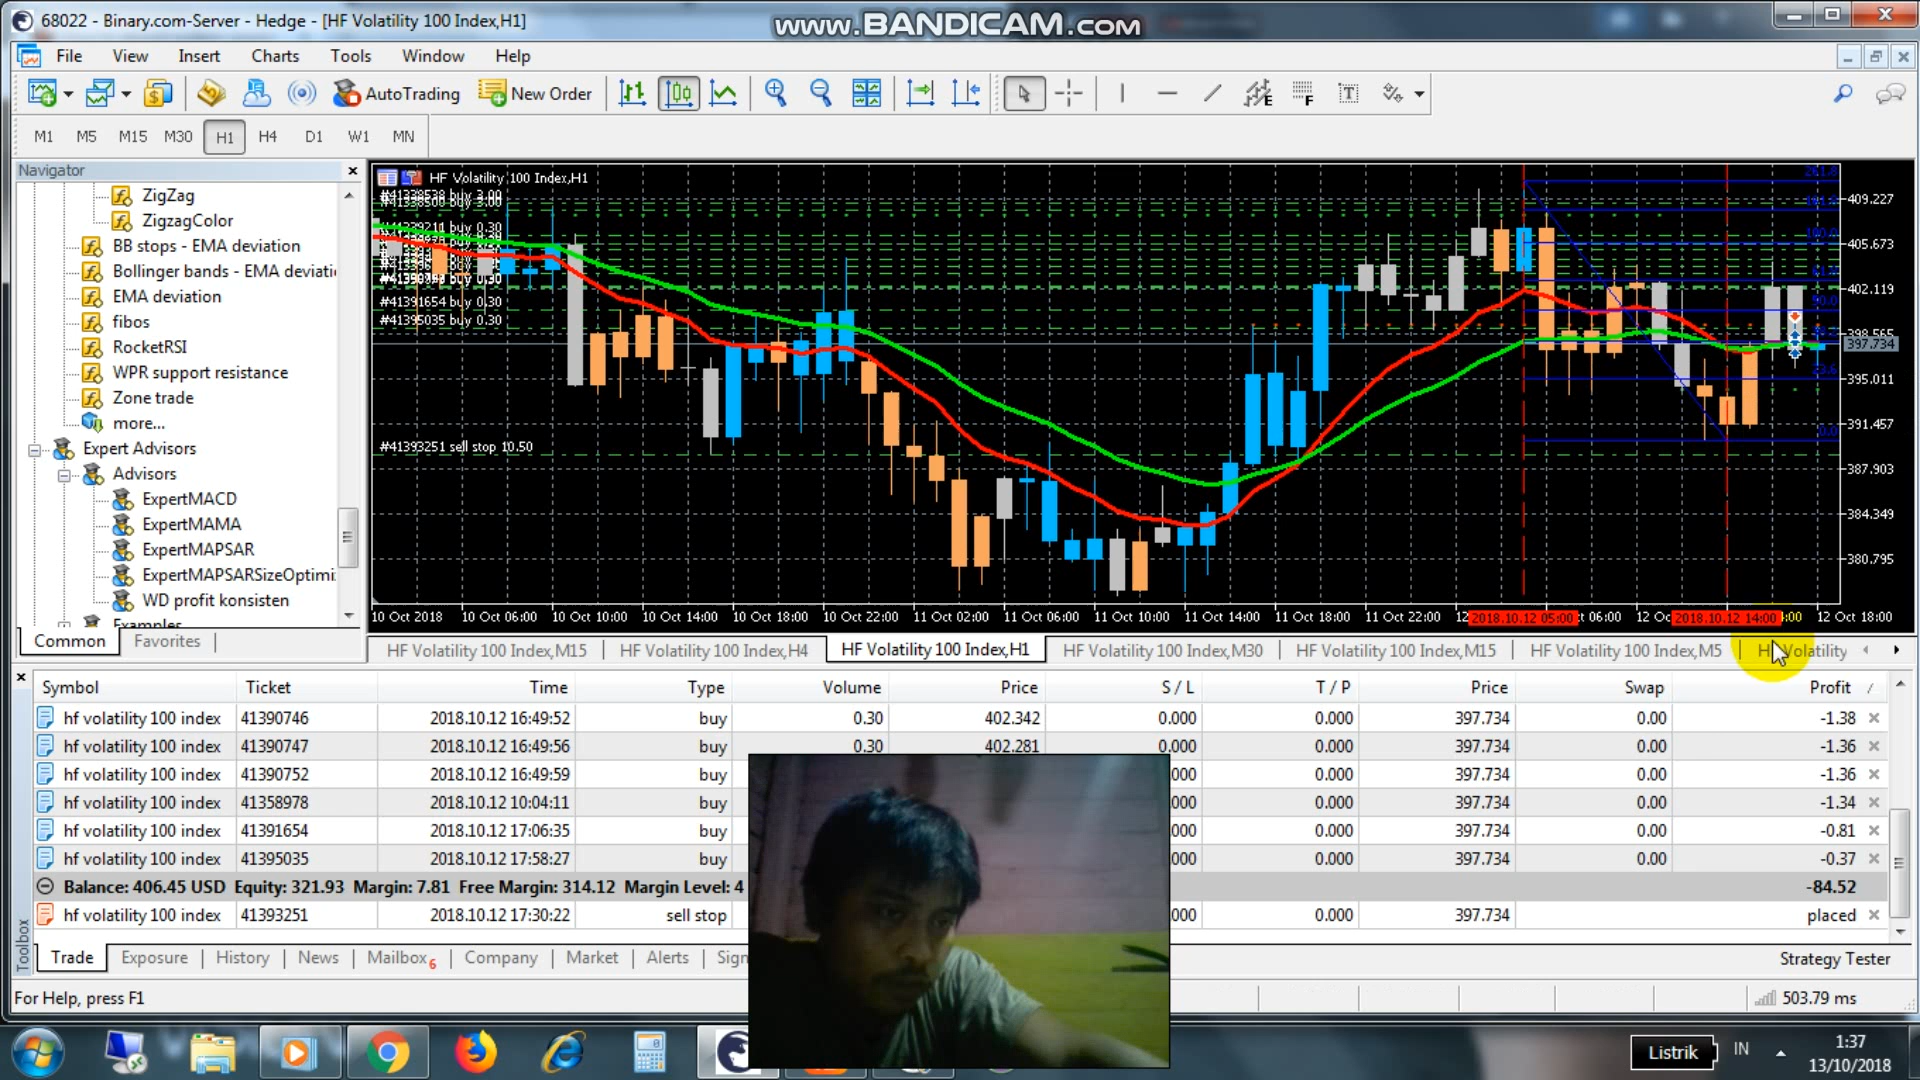 68022 - Binary.com-Server - Hedge - [HF Volatility 100 Index,H1]
www.BANDICAM.com
File View Insert Charts Tools Window Help
AutoTrading New Order
M1 M5 M15 M30 H1 H4 D1 W1 MN
Navigator
ZigZag
ZigzagColor
BB stops - EMA deviation
Bollinger bands - EMA deviati
EMA deviation
fibos
RocketRSI
WPR support resistance
Zone trade
more...
Expert Advisors
Advisors
ExpertMACD
ExpertMAMA
ExpertMAPSAR
ExpertMAPSARSizeOptimi
WD profit konsisten
Examples
Common Favorites
HF Volatility 100 Index,H1
#41391654 buy 0.30
#41395035 buy 0.30
#41393251 sell stop 10.50
409.227
405.673
402.119
398.565
397.734
395.011
391.457
387.903
384.349
380.795
10 Oct 2018 10 Oct 06:00 10 Oct 10:00 10 Oct 14:00 10 Oct 18:00 10 Oct 22:00 11 Oct 02:00 11 Oct 06:00 11 Oct 10:00 11 Oct 14:00 11 Oct 18:00 11 Oct 22:00 12 2018.10.12 05:00 t 06:00 12 Oc 2018.10.12 14:00 12 Oct 18:00
HF Volatility 100 Index,M15 HF Volatility 100 Index,H4 HF Volatility 100 Index,H1 HF Volatility 100 Index,M30 HF Volatility 100 Index,M15 HF Volatility 100 Index,M5 Volatility
Symbol Ticket Time Type Volume Price S / L T / P Price Swap Profit
hf volatility 100 index 41390746 2018.10.12 16:49:52 buy 0.30 402.342 0.000 0.000 397.734 0.00 -1.38
hf volatility 100 index 41390747 2018.10.12 16:49:56 buy 0.30 402.281 0.000 0.000 397.734 0.00 -1.36
hf volatility 100 index 41390752 2018.10.12 16:49:59 buy .000 0.000 397.734 0.00 -1.36
hf volatility 100 index 41358978 2018.10.12 10:04:11 buy .000 0.000 397.734 0.00 -1.34
hf volatility 100 index 41391654 2018.10.12 17:06:35 buy .000 0.000 397.734 0.00 -0.81
hf volatility 100 index 41395035 2018.10.12 17:58:27 buy .000 0.000 397.734 0.00 -0.37
Balance: 406.45 USD Equity: 321.93 Margin: 7.81 Free Margin: 314.12 Margin Level: 4 -84.52
hf volatility 100 index 41393251 2018.10.12 17:30:22 sell stop .000 0.000 397.734 placed
Toolbox
Trade Exposure History News Mailbox 6 Company Market Alerts Sign Strategy Tester
For Help, press F1 503.79 ms
Listrik IN 1:37
13/10/2018